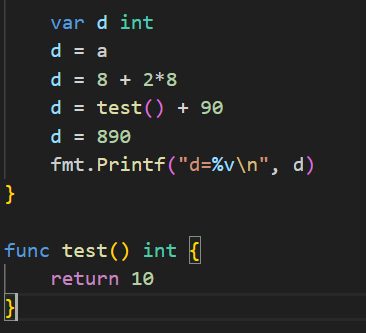 var d int
d = a
d = 8 + 2*8
d = test() + 90
d = 890
fmt.Printf("d=%v\n", d)
}
func test() int {
return 10
}